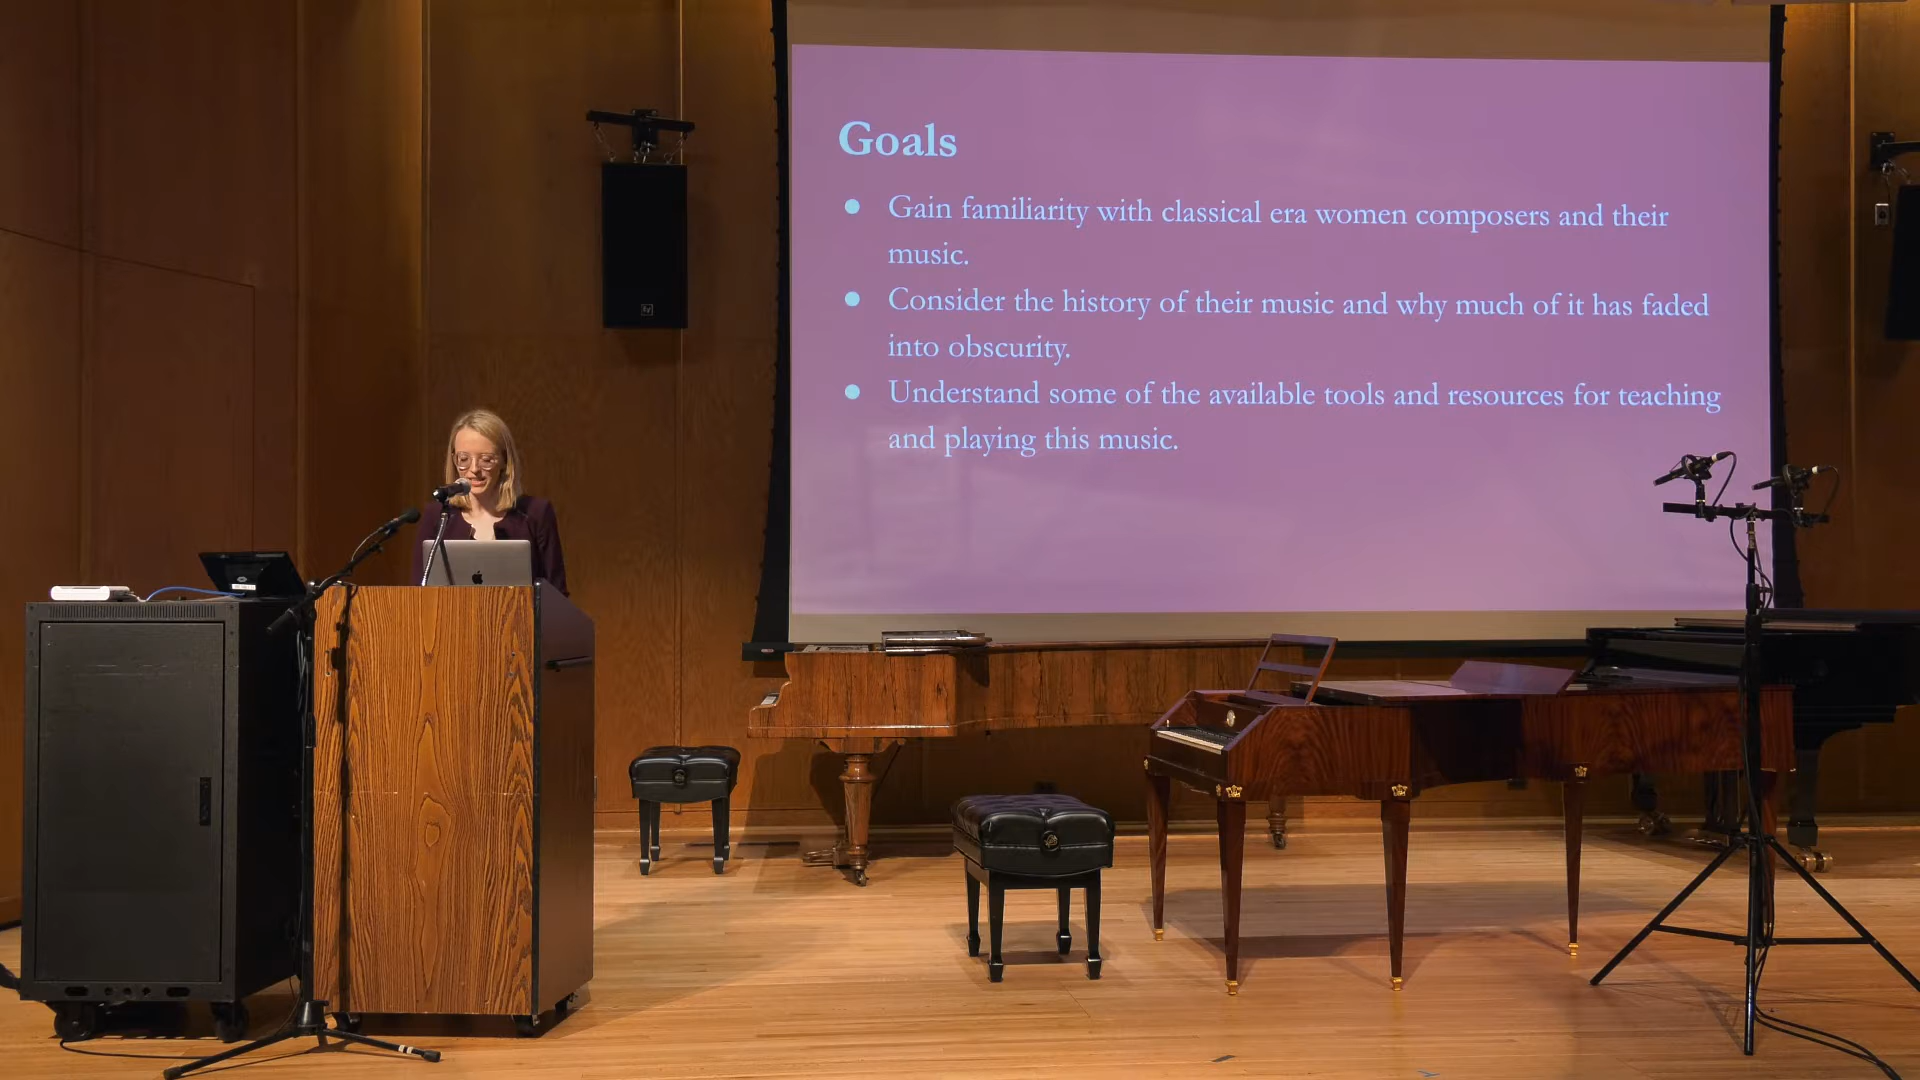 Goals
● Gain familiarity with classical era women composers and their
music.
● Consider the history of their music and why much of it has faded
into obscurity.
● Understand some of the available tools and resources for teaching
and playing this music.
EV